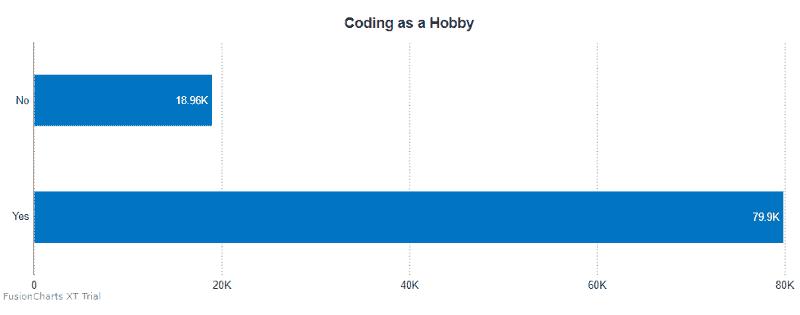 Coding as a Hobby
No
18.96K
Yes
79.9K
0 20K 40K 60K 80K
FusionCharts XT Trial